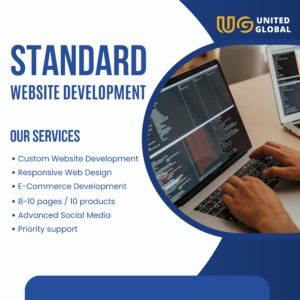 UG UNITED
GLOBAL
STANDARD
WEBSITE DEVELOPMENT
OUR SERVICES
• Custom Website Development
• Responsive Web Design
• E-Commerce Development
• 8-10 pages / 10 products
• Advanced Social Media
• Priority support